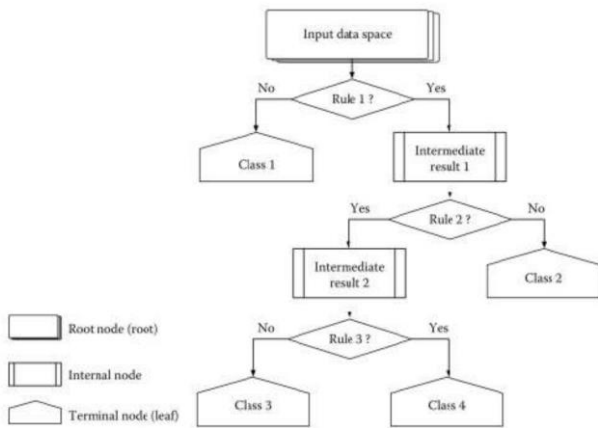 Input data space
No
Rule 1 ?
Yes
Class 1
Intermediate
result 1
Yes
Rule 2 ?
No
Intermediate
result 2
Class 2
Root node (root)
No
Rule 3 ?
Yes
Internal node
Class 3
Class 4
Terminal node (leaf)